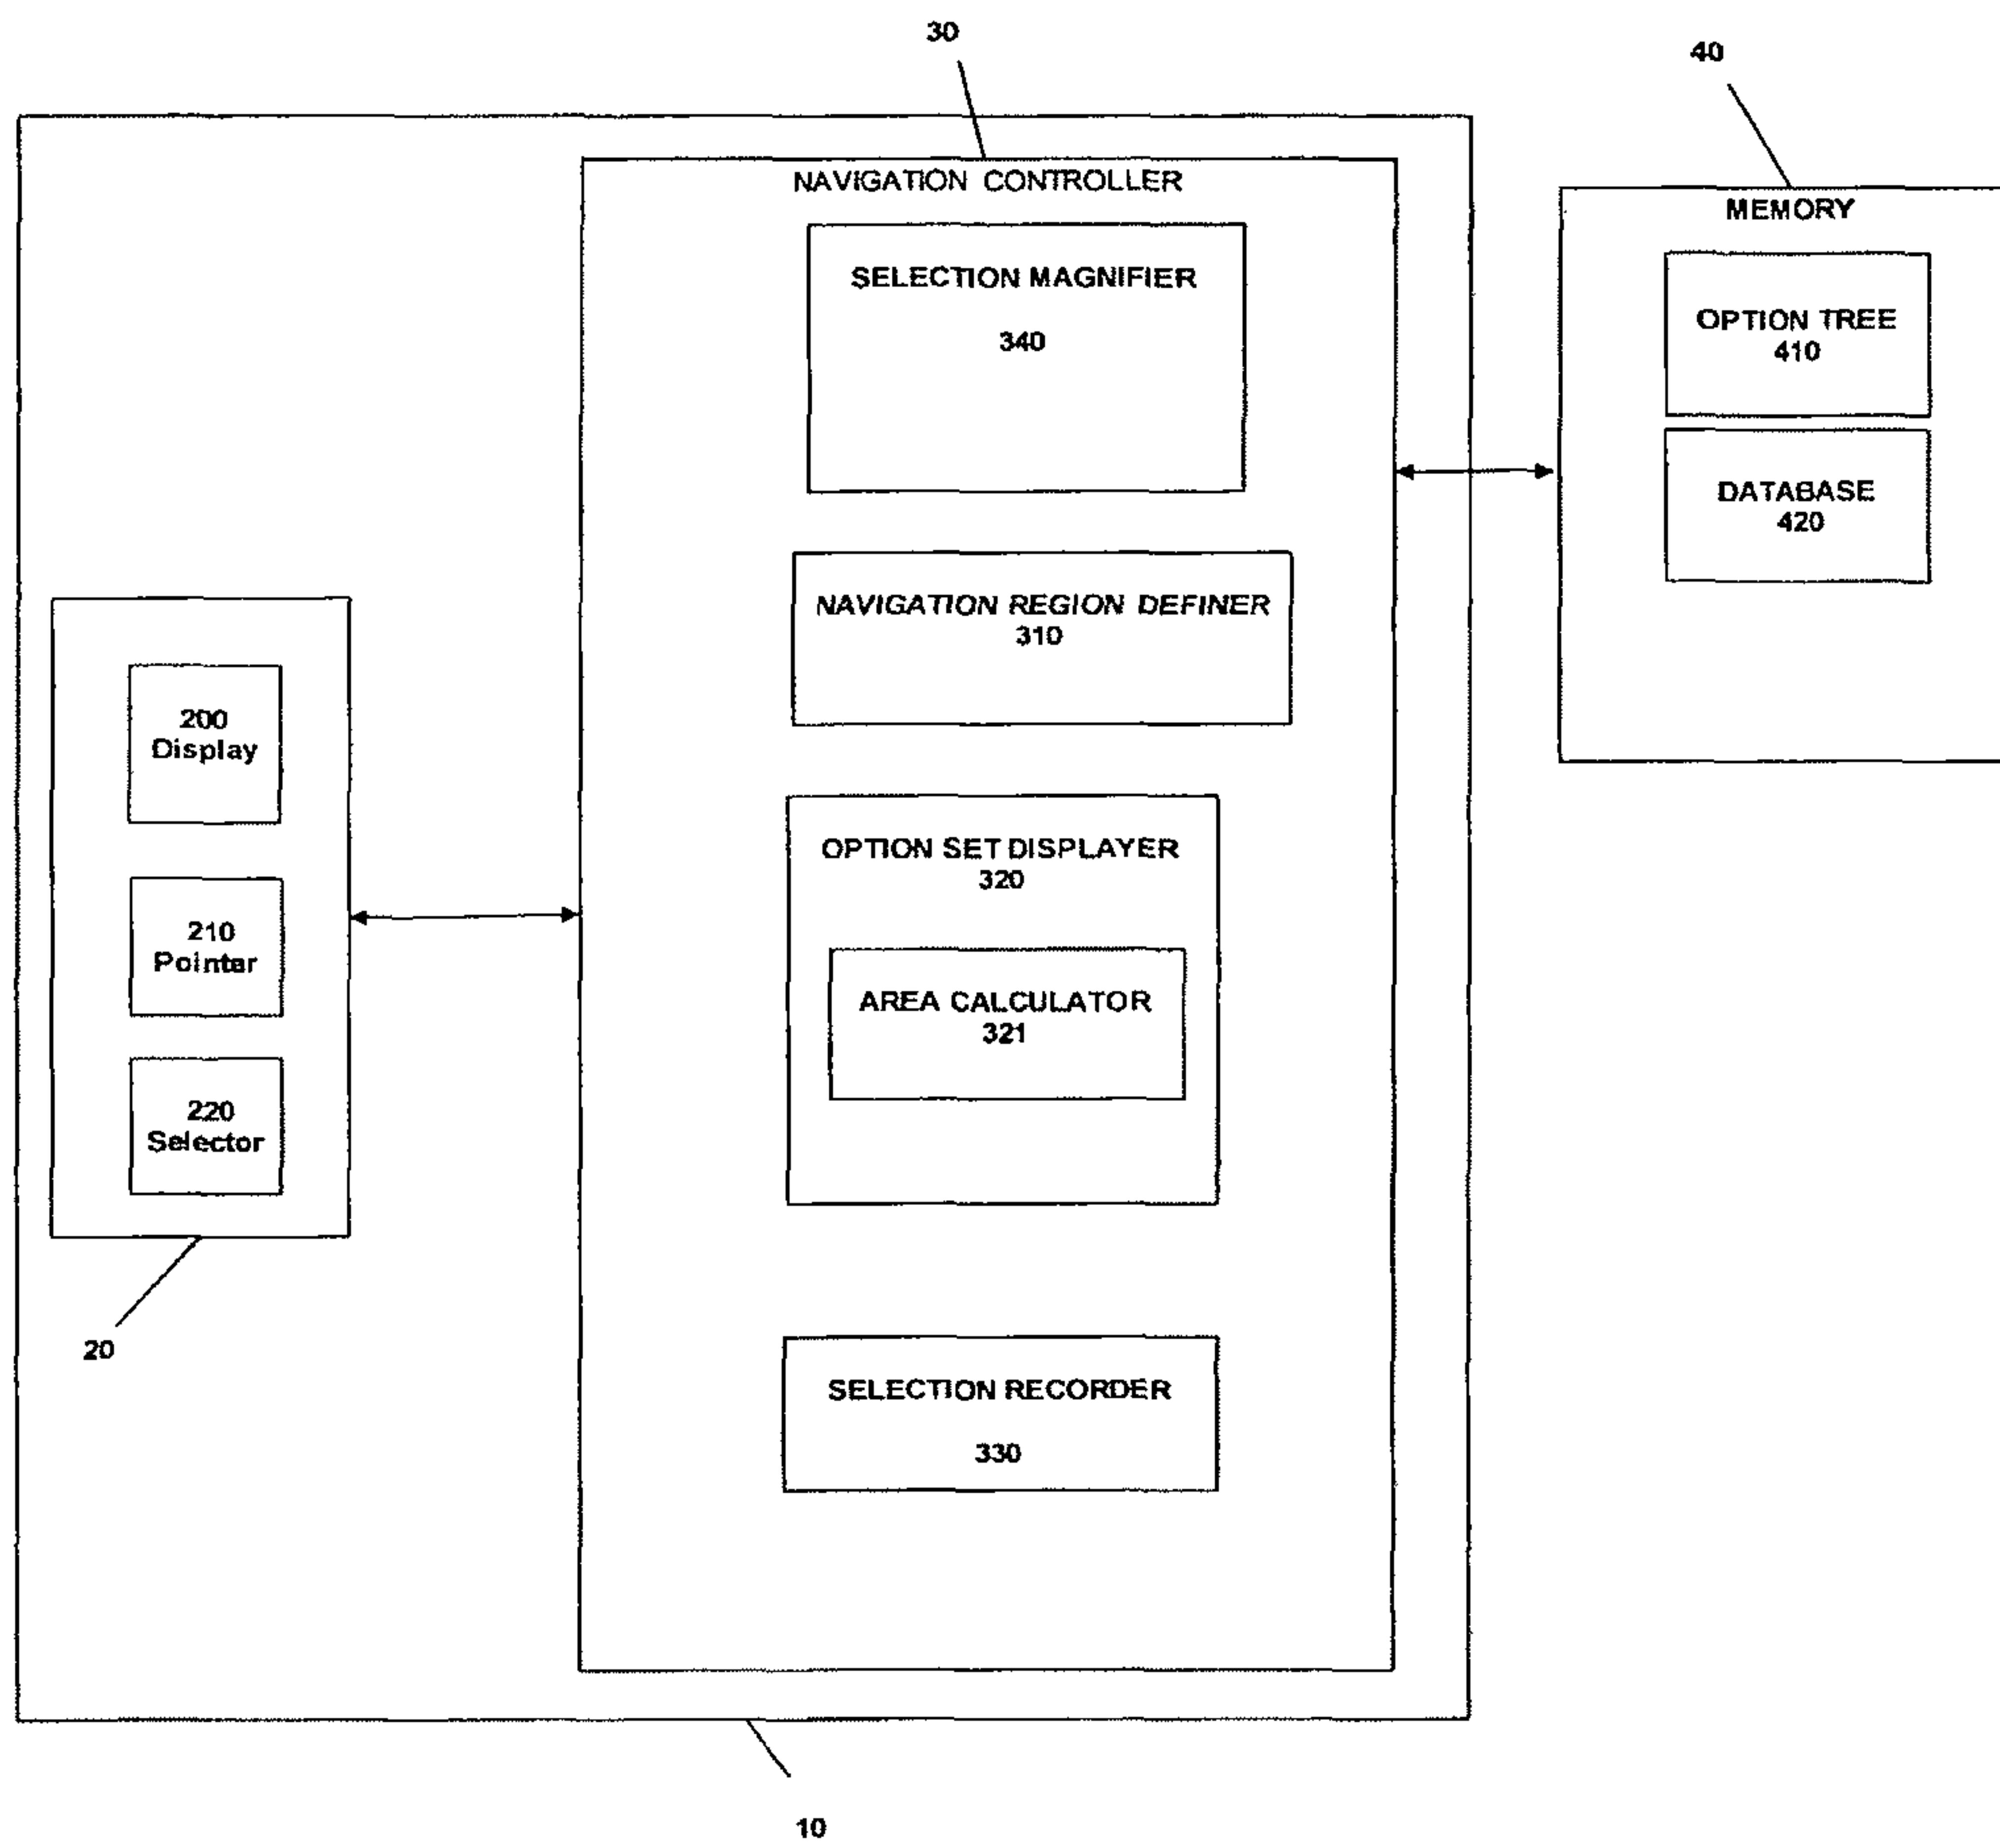 30
40
NAVIGATION CONTROLLER
SELECTION MAGNIFIER
340
NAVIGATION REGION DEFINER
310
OPTION SET DISPLAYER
320
AREA CALCULATOR
321
SELECTION RECORDER
330
MEMORY
OPTION TREE
410
DATABASE
420
200
Display
210
Pointer
220
Selector
20
10